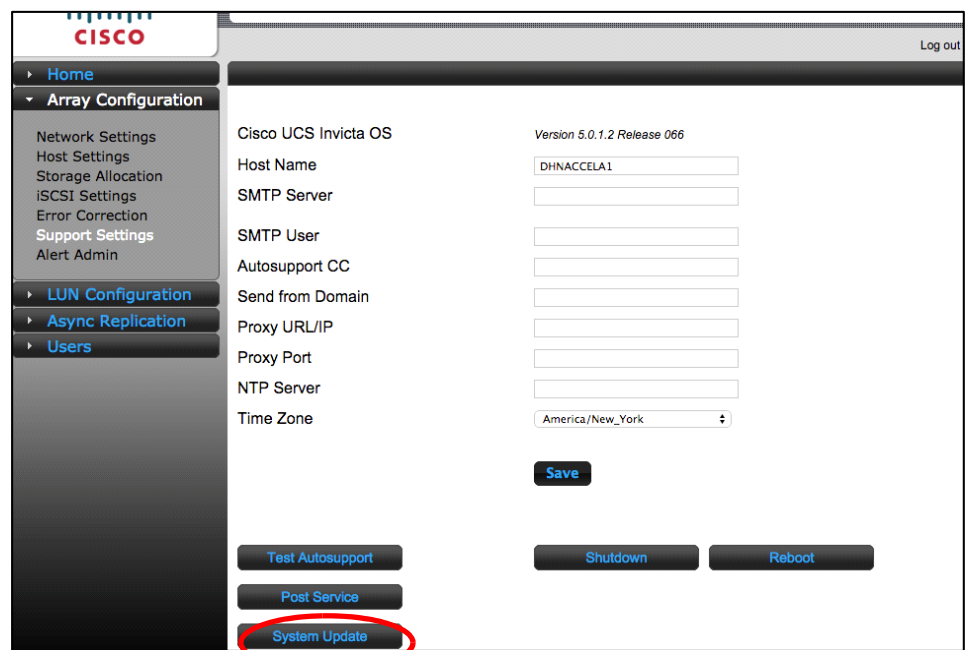 CISCO
Log out
Home
Array Configuration
Network Settings
Host Settings
Storage Allocation
iSCSI Settings
Error Correction
Support Settings
Alert Admin
LUN Configuration
Async Replication
Users
Cisco UCS Invicta OS Version 5.0.1.2 Release 066
Host Name DHNACCELA1
SMTP Server
SMTP User
Autosupport CC
Send from Domain
Proxy URL/IP
Proxy Port
NTP Server
Time Zone America/New_York
Save
Test Autosupport Shutdown Reboot
Post Service
System Update